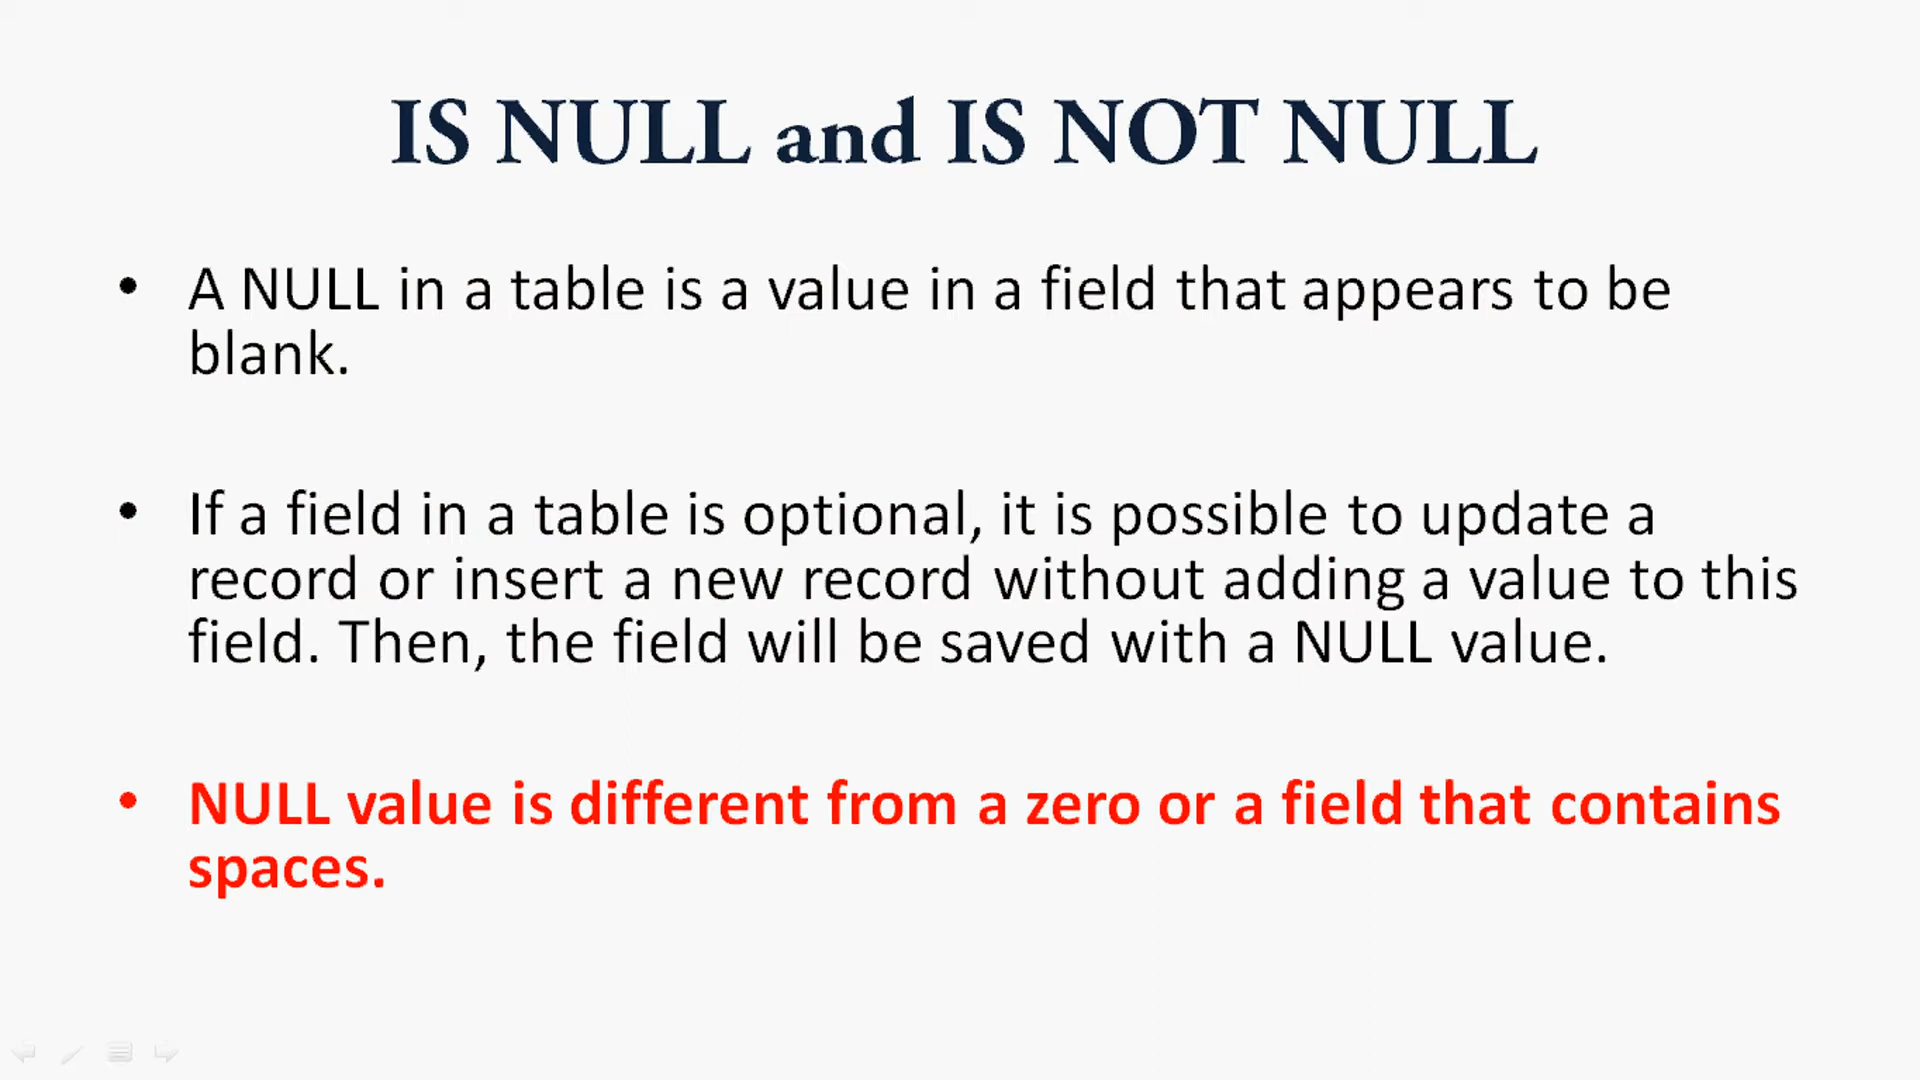 IS NULL and IS NOT NULL
• A NULL in a table is a value in a field that appears to be
blank.
• If a field in a table is optional, it is possible to update a
record or insert a new record without adding a value to this
field. Then, the field will be saved with a NULL value.
• NULL value is different from a zero or a field that contains
spaces.